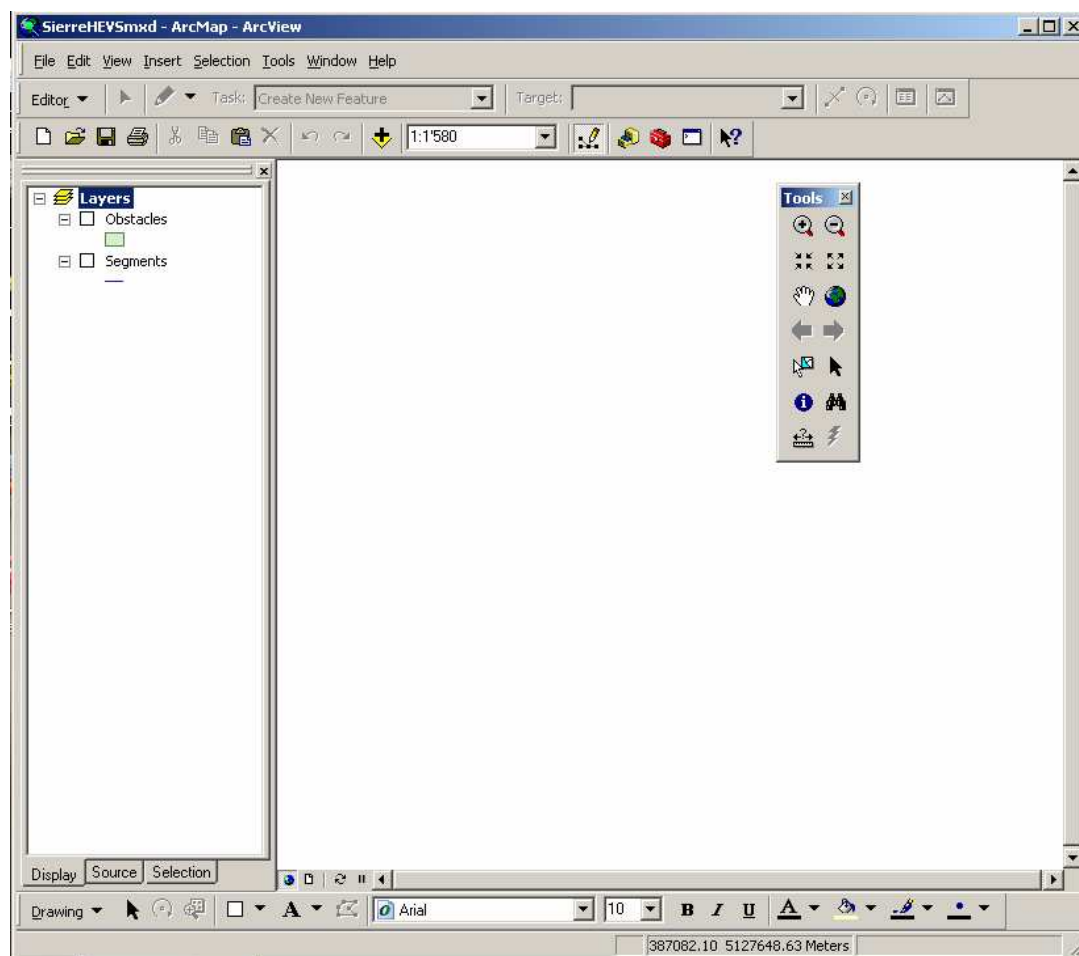 SierreHEVSmxd - ArcMap - ArcView
File Edit View Insert Selection Tools Window Help
Editor Task: Create New Feature Target:
1:1'580
Layers
Obstacles
Segments
Tools
Display Source Selection
Drawing A Arial 10 B I U A
387082.10 5127648.63 Meters